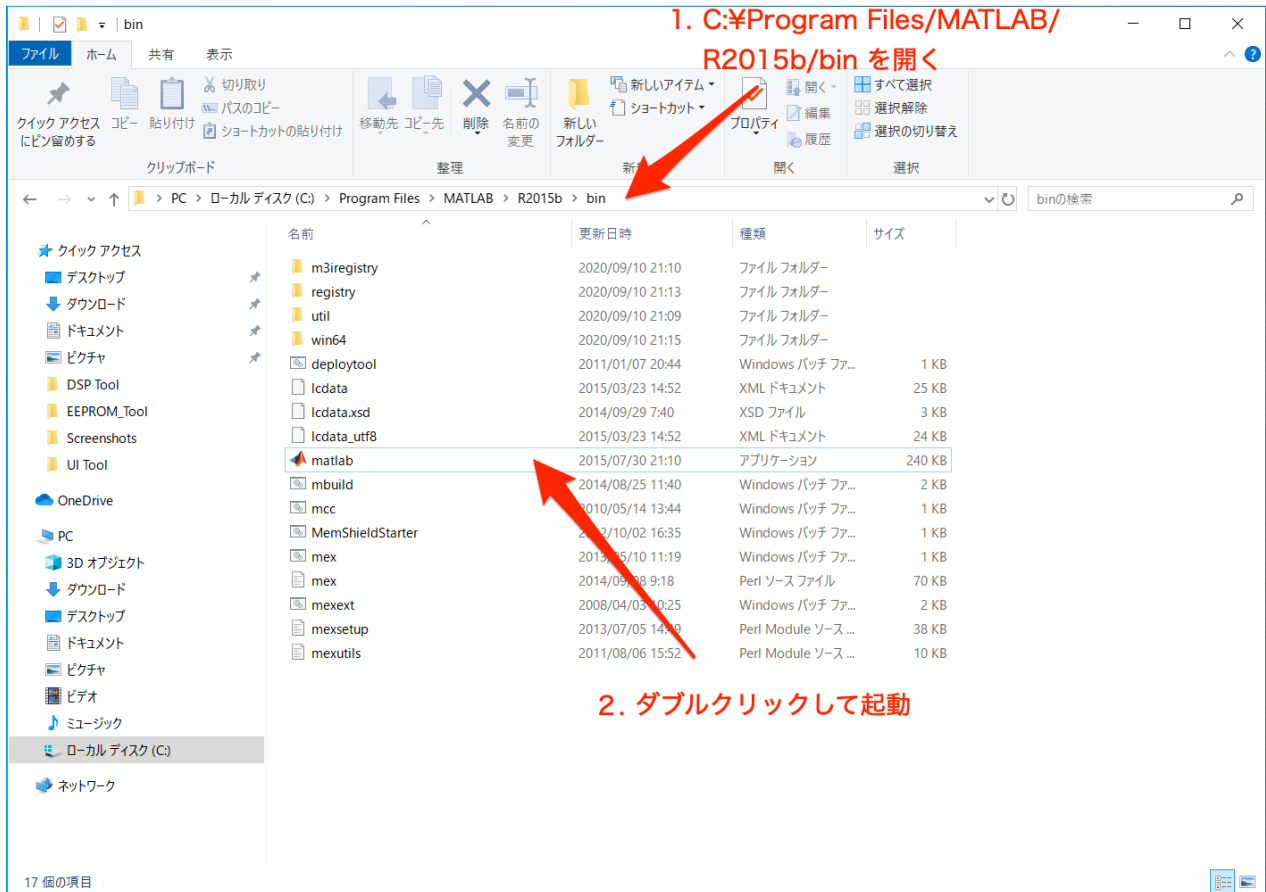 bin
1. C:¥Program Files/MATLAB/
R2015b/bin を開く
ファイル ホーム 共有 表示
クイック アクセス
にピン留めする
コピー
貼り付け
切り取り
パスのコピー
ショートカットの貼り付け
クリップボード
移動先
コピー先
削除
名前の
変更
整理
新しい
フォルダー
新しいアイテム
ショートカット
プロパティ
開く
編集
履歴
開く
すべて選択
選択解除
選択の切り替え
選択
PC > ローカル ディスク (C:) > Program Files > MATLAB > R2015b > bin
binの検索
名前 更新日時 種類 サイズ
クイック アクセス
デスクトップ
ダウンロード
ドキュメント
ピクチャ
DSP Tool
EEPROM_Tool
Screenshots
UI Tool
OneDrive
PC
3D オブジェクト
ダウンロード
デスクトップ
ドキュメント
ピクチャ
ビデオ
ミュージック
ローカル ディスク (C:)
ネットワーク
m3iregistry 2020/09/10 21:10 ファイル フォルダー
registry 2020/09/10 21:13 ファイル フォルダー
util 2020/09/10 21:09 ファイル フォルダー
win64 2020/09/10 21:15 ファイル フォルダー
deploytool 2011/01/07 20:44 Windows バッチ ファ... 1 KB
lcdata 2015/03/23 14:52 XML ドキュメント 25 KB
lcdata.xsd 2014/09/29 7:40 XSD ファイル 3 KB
lcdata_utf8 2015/03/23 14:52 XML ドキュメント 24 KB
matlab 2015/07/30 21:10 アプリケーション 240 KB
mbuild 2014/08/25 11:40 Windows バッチ ファ... 2 KB
mcc 2010/05/14 13:44 Windows バッチ ファ... 1 KB
MemShieldStarter 16:35 Windows バッチ ファ... 1 KB
mex 11:19 Windows バッチ ファ... 1 KB
mex 9:18 Perl ソース ファイル 70 KB
mexext 2008/04/03 Windows バッチ ファ... 2 KB
mexsetup 2013/07/05 Perl Module ソース ... 38 KB
mexutils 2011/08/06 15:52 Perl Module ソース ... 10 KB
2. ダブルクリックして起動
17 個の項目